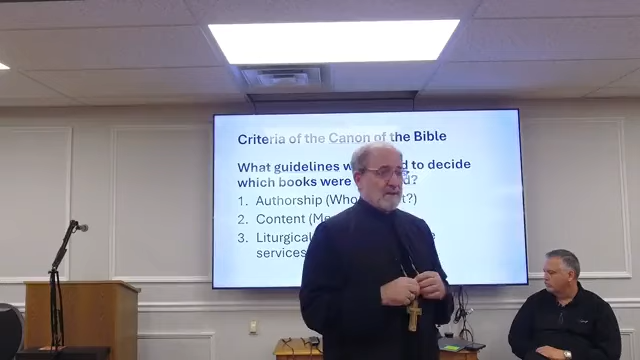 Criteria of the Canon of the Bible
What guidelines w d to decide
which books were d?
1. Authorship (Who t?)
2. Content (Me
3. Liturgical e
services